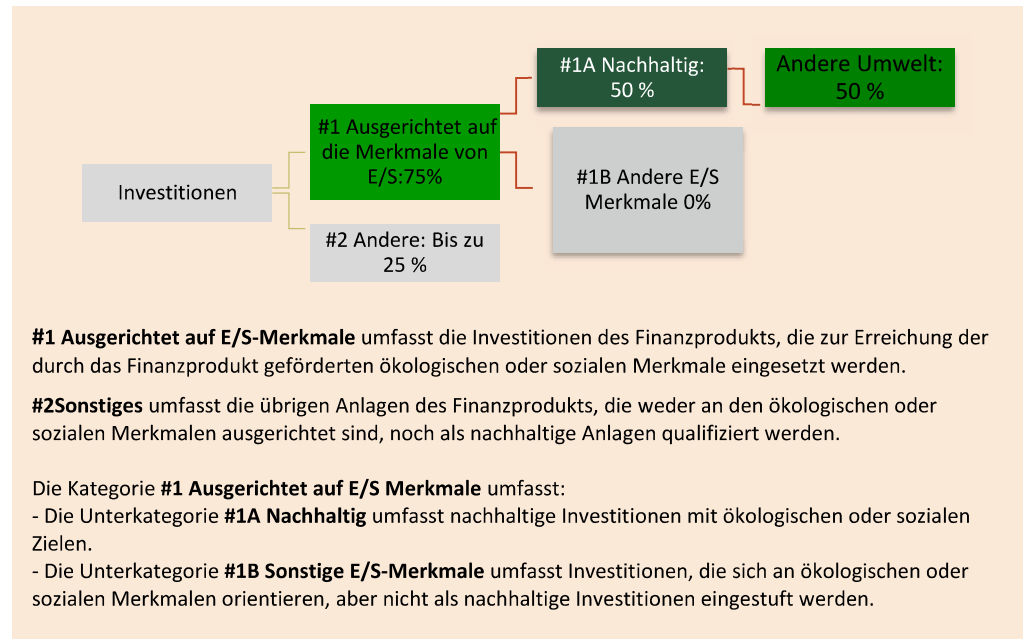 #1A Nachhaltig:
50 %
Andere Umwelt:
50 %
#1 Ausgerichtet auf
die Merkmale von
E/S:75%
#1B Andere E/S
Merkmale 0%
Investitionen
#2 Andere: Bis zu
25 %
#1 Ausgerichtet auf E/S-Merkmale umfasst die Investitionen des Finanzprodukts, die zur Erreichung der
durch das Finanzprodukt geförderten ökologischen oder sozialen Merkmale eingesetzt werden.
#2Sonstiges umfasst die übrigen Anlagen des Finanzprodukts, die weder an den ökologischen oder
sozialen Merkmalen ausgerichtet sind, noch als nachhaltige Anlagen qualifiziert werden.
Die Kategorie #1 Ausgerichtet auf E/S Merkmale umfasst:
- Die Unterkategorie #1A Nachhaltig umfasst nachhaltige Investitionen mit ökologischen oder sozialen
Zielen.
- Die Unterkategorie #1B Sonstige E/S-Merkmale umfasst Investitionen, die sich an ökologischen oder
sozialen Merkmalen orientieren, aber nicht als nachhaltige Investitionen eingestuft werden.